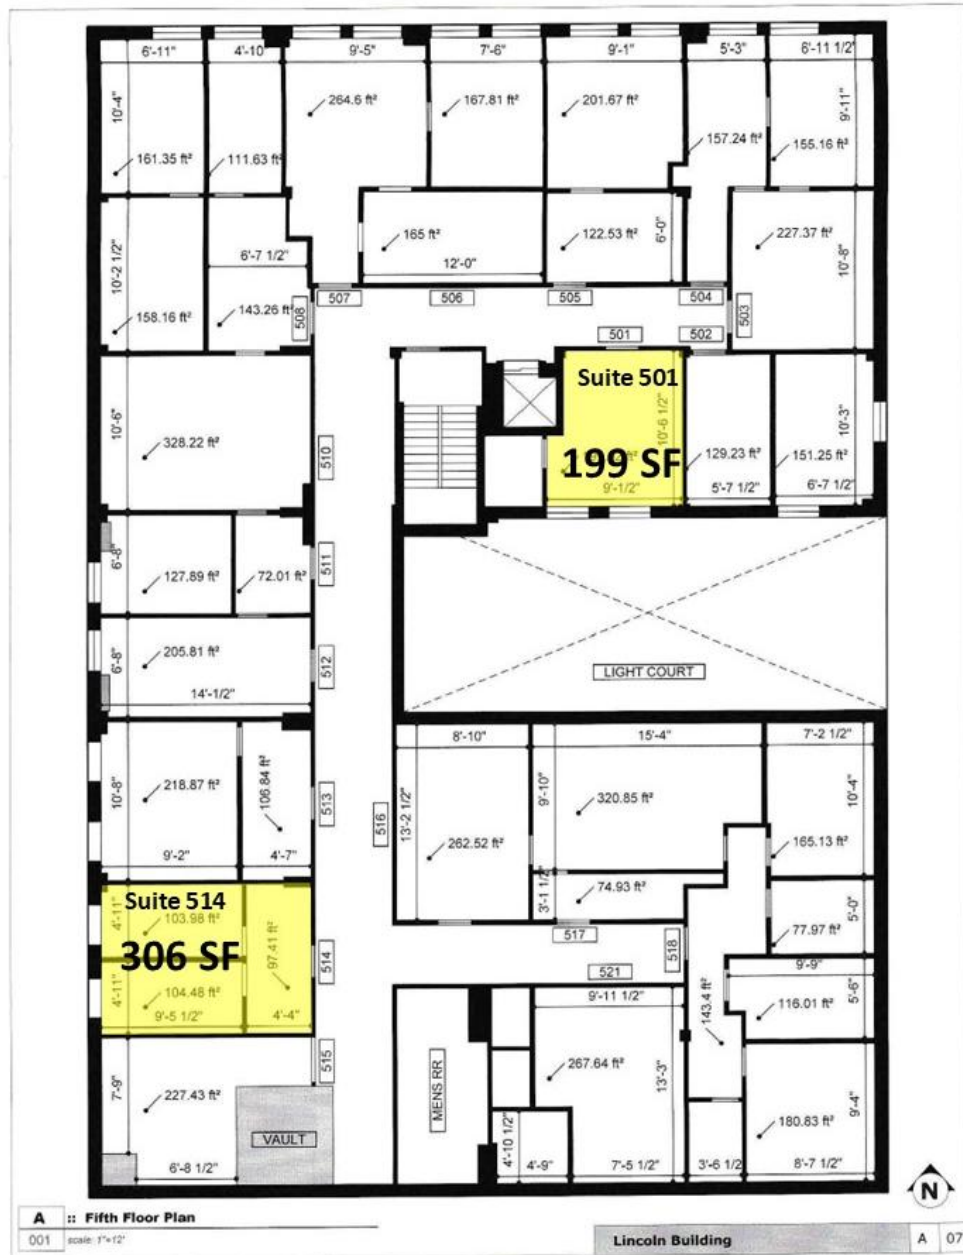 6'-11"
4'-10
9'-5"
7'-6"
9'-1"
5'-3"
6'-11 1/2"
10'-4"
264.6 ft²
167.81 ft²
201.67 ft²
157.24 ft²
9'-11"
161.35 ft²
111.63 ft²
155.16 ft²
10'-2 1/2"
6'-7 1/2"
165 ft²
12'-0"
122.53 ft²
6'-0"
227.37 ft²
10'-8"
158.16 ft²
143.26 ft²
508
507
506
505
504
503
501
502
Suite 501
10'-6"
328.22 ft²
510
10'-6 1/2"
199 SF
9'-1/2"
129.23 ft²
5'-7 1/2"
151.25 ft²
10'-3"
6'-7 1/2"
6'-8"
127.89 ft²
72.01 ft²
511
6'-8"
205.81 ft²
14'-1/2"
512
LIGHT COURT
10'-8"
218.87 ft²
106.84 ft²
513
9'-2"
4'-7"
516
8'-10"
13'-2 1/2"
262.52 ft²
15'-4"
9'-10"
320.85 ft²
7'-2 1/2"
10'-4"
165.13 ft²
3'-1 1/2"
74.93 ft²
5'-0"
77.97 ft²
Suite 514
4'-11"
103.98 ft²
306 SF
97.41 ft²
514
4'-11"
104.48 ft²
9'-5 1/2"
4'-4"
517
518
521
9'-9"
5'-6"
116.01 ft²
143.4 ft²
9'-11 1/2"
267.64 ft²
13'-3"
515
7'-9"
227.43 ft²
VAULT
6'-8 1/2"
MENS RR
4'-10 1/2"
4'-9"
7'-5 1/2"
3'-6 1/2
180.83 ft²
9'-4"
8'-7 1/2"
N
A :: Fifth Floor Plan
001 scale: 1"=12'
Lincoln Building A 07